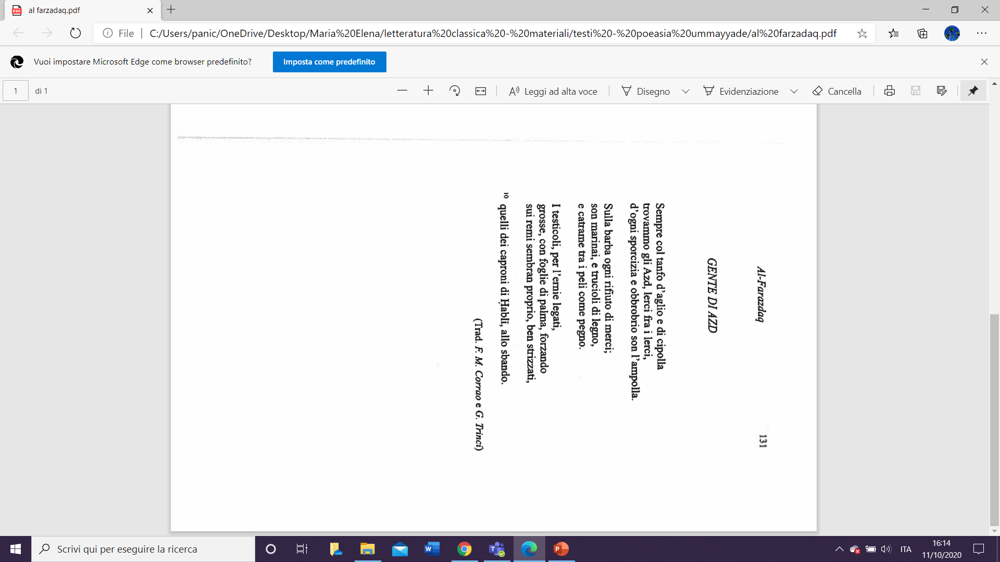 al farzadaq.pdf
File
C:/Users/panic/OneDrive/Desktop/Maria%20Elena/letteratura%20classica%20-%20materiali/testi%20-%20poeasia%20ummayyade/al%20farzadaq.pdf
Vuoi impostare Microsoft Edge come browser predefinito?
Imposta come predefinito
1 di 1
Leggi ad alta voce
Disegno
Evidenziazione
Cancella
Al-Farazdaq 131
GENTE DI AZD
Sempre col tanfo d'aglio e di cipolla
trovammo gli Azd, lerci fra i lerci,
d'ogni sporcizia e obbrobrio son l'ampolla.
Sulla barba ogni rifiuto di merci;
son marinai, e trucioli di legno,
e catrame tra i peli come pegno.
I testicoli, per l'ernie legati,
grosse, con foglie di palma, forzando
sui remi sembran proprio, ben strizzati,
10 quelli dei caproni di Ḥablī, allo sbando.
(Trad. F. M. Corrao e G. Trinci)
Scrivi qui per eseguire la ricerca
ITA
16:14
11/10/2020